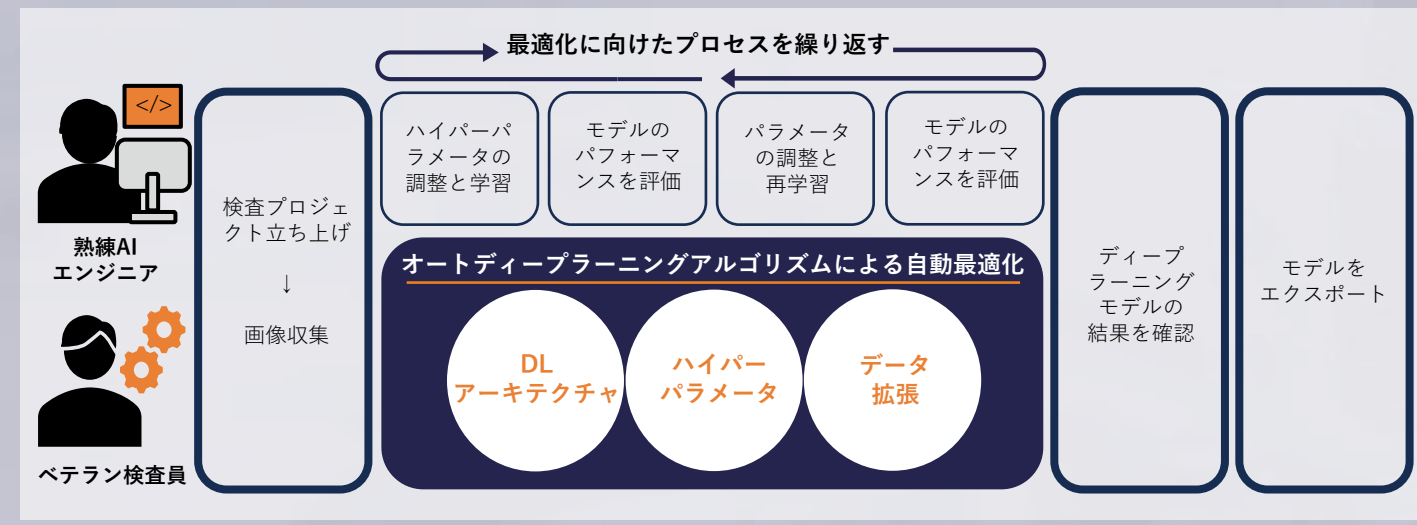 最適化に向けたプロセスを繰り返す
</>
熟練AI
エンジニア
ベテラン検査員
検査プロジェ
クト立ち上げ
↓
画像収集
ハイパーパ
ラメータの
調整と学習
モデルの
パフォーマ
ンスを評価
パラメータ
の調整と
再学習
モデルの
パフォーマ
ンスを評価
オートディープラーニングアルゴリズムによる自動最適化
DL
アーキテクチャ
ハイパー
パラメータ
データ
拡張
ディープ
ラーニング
モデルの
結果を確認
モデルを
エクスポート